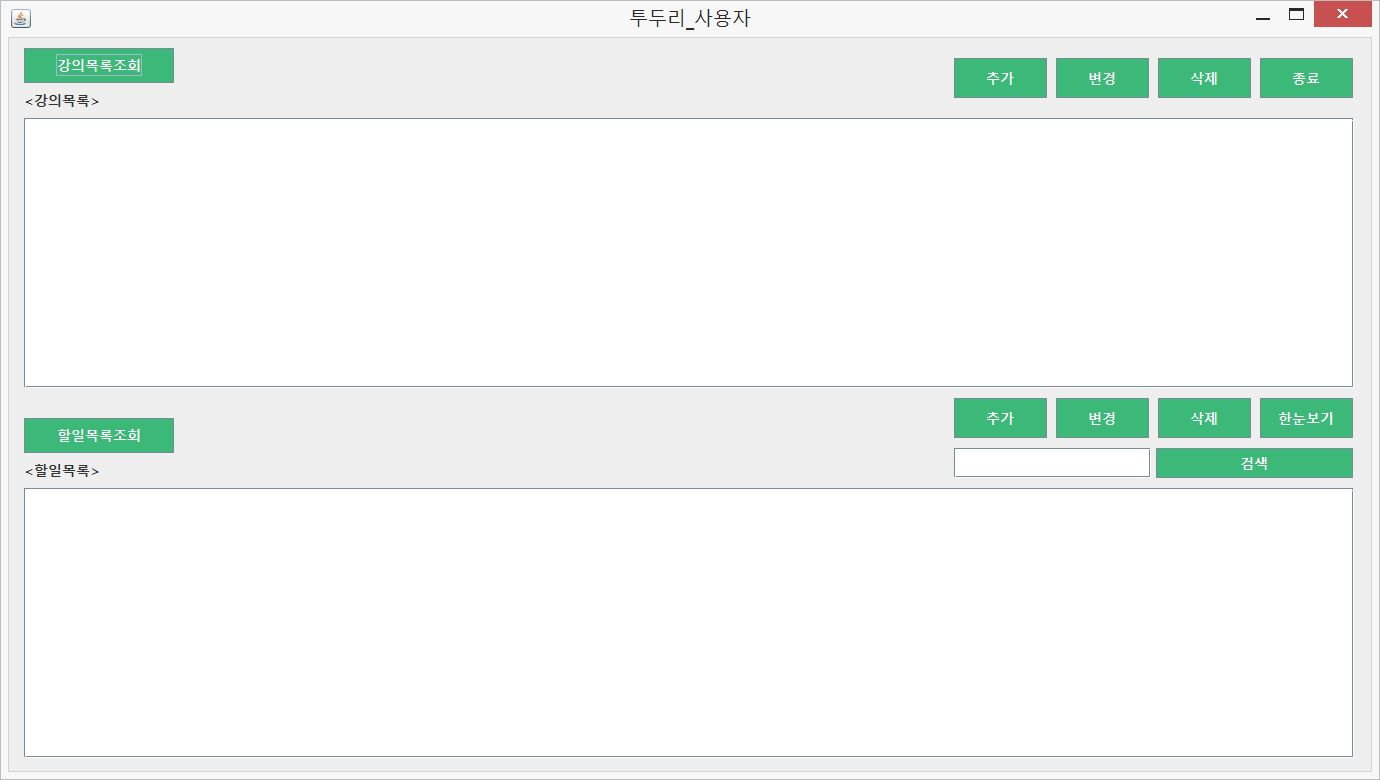 투두리_사용자
강의목록조회
추가 변경 삭제 종료
<강의목록>
추가 변경 삭제 한눈보기
할일목록조회
검색
<할일목록>